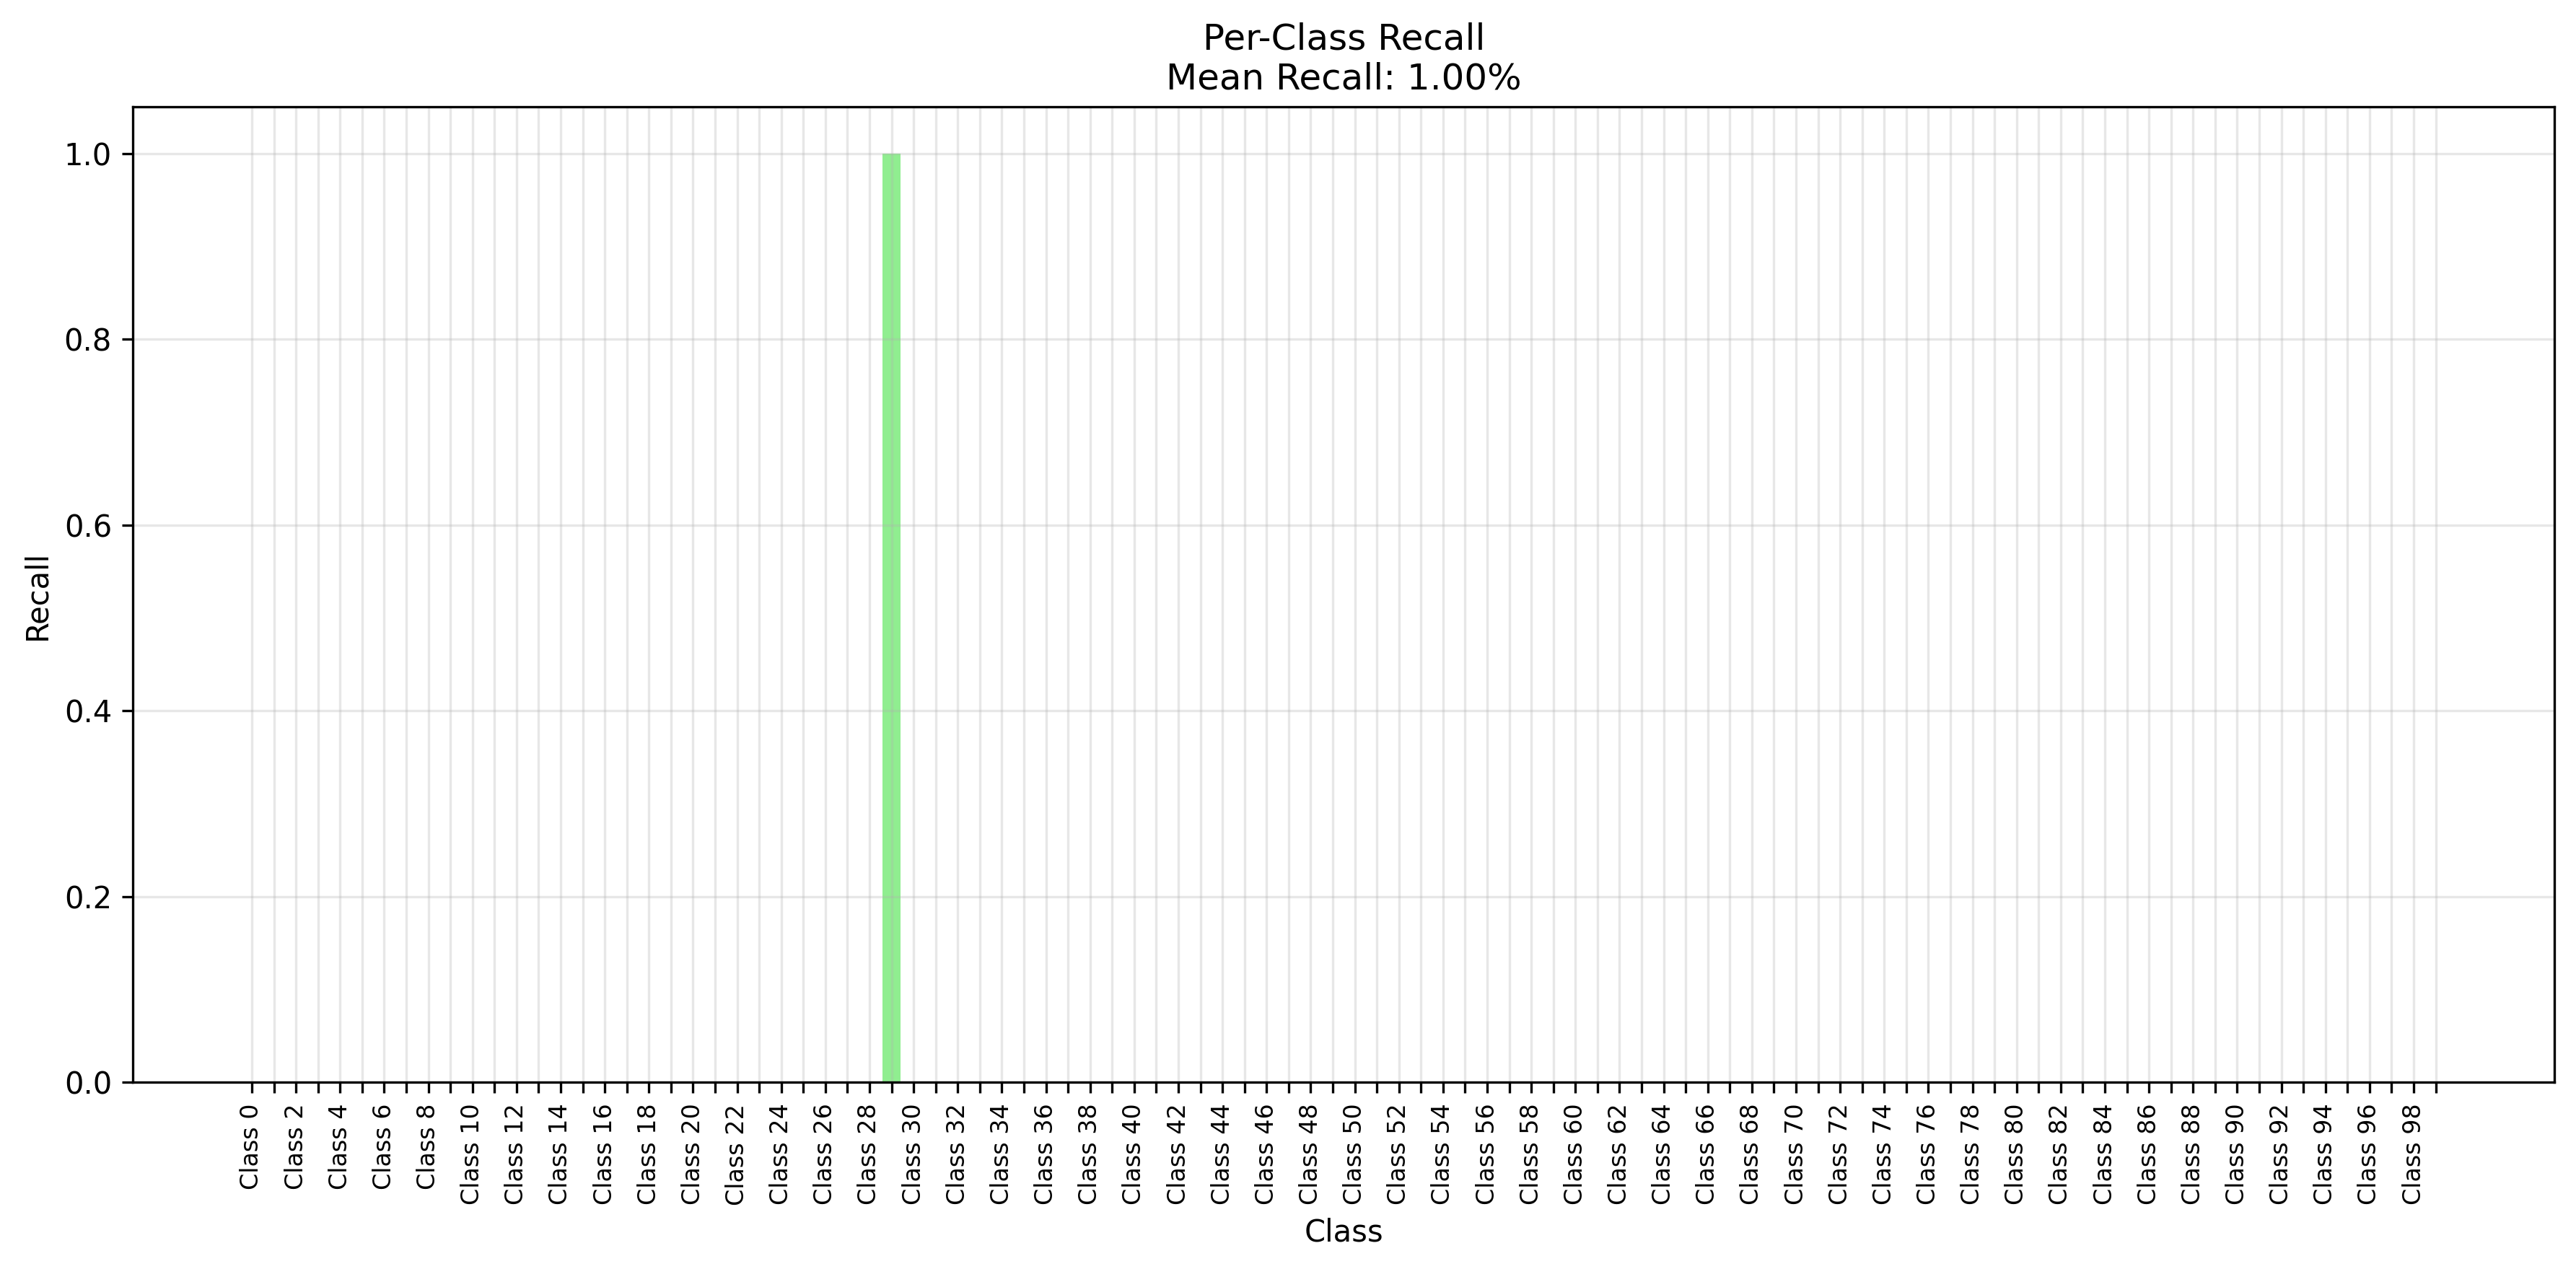 Per-Class Recall
Mean Recall: 1.00%
1.0
0.8
0.6
0.4
0.2
0.0
Recall
Class 0
Class 2
Class 4
Class 6
Class 8
Class 10
Class 12
Class 14
Class 16
Class 18
Class 20
Class 22
Class 24
Class 26
Class 28
Class 30
Class 32
Class 34
Class 36
Class 38
Class 40
Class 42
Class 44
Class 46
Class 48
Class 50
Class 52
Class 54
Class 56
Class 58
Class 60
Class 62
Class 64
Class 66
Class 68
Class 70
Class 72
Class 74
Class 76
Class 78
Class 80
Class 82
Class 84
Class 86
Class 88
Class 90
Class 92
Class 94
Class 96
Class 98
Class